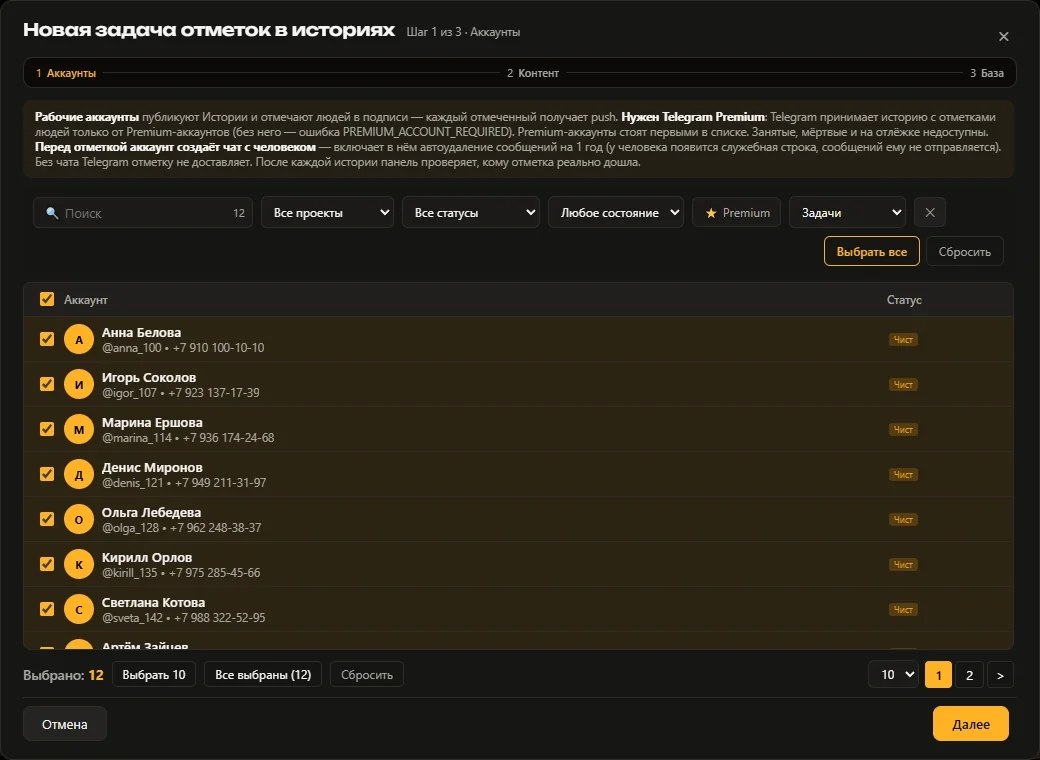 Новая задача отметок в историях Шаг 1 из 3 · Аккаунты
1 Аккаунты 2 Контент 3 База
Рабочие аккаунты публикуют Истории и отмечают людей в подписи — каждый отмеченный получает push. Нужен Telegram Premium: Telegram принимает историю с отметками
людей только от Premium-аккаунтов (без него — ошибка PREMIUM_ACCOUNT_REQUIRED). Premium-аккаунты стоят первыми в списке. Занятые, мёртвые и на отлёжке недоступны.
Перед отметкой аккаунт создаёт чат с человеком — включает в нём автоудаление сообщений на 1 год (у человека появится служебная строка, сообщений ему не отправляется).
Без чата Telegram отметку не доставляет. После каждой истории панель проверяет, кому отметка реально дошла.
Поиск 12 Все проекты Все статусы Любое состояние Premium Задачи
Выбрать все Сбросить
Аккаунт Статус
А Анна Белова
@anna_100 • +7 910 100-10-10 Чист
И Игорь Соколов
@igor_107 • +7 923 137-17-39 Чист
М Марина Ершова
@marina_114 • +7 936 174-24-68 Чист
Д Денис Миронов
@denis_121 • +7 949 211-31-97 Чист
О Ольга Лебедева
@olga_128 • +7 962 248-38-37 Чист
К Кирилл Орлов
@kirill_135 • +7 975 285-45-66 Чист
С Светлана Котова
@sveta_142 • +7 988 322-52-95 Чист
Артём Зайцев
Выбрано: 12 Выбрать 10 Все выбраны (12) Сбросить 10 1 2 >
Отмена Далее